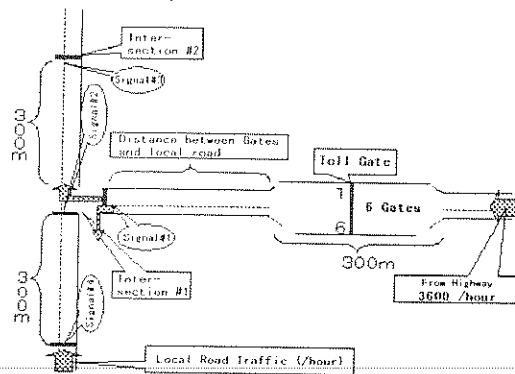 Inter-
section #2
Signal#3
Signal#2
300m
Distance between Gates
and local road
Toll Gate
1
6 Gates
6
Signal#1
300m
From Highway
3600 /hour
Inter-
section #1
300m
Signal#4
Local Road Traffic (/hour)